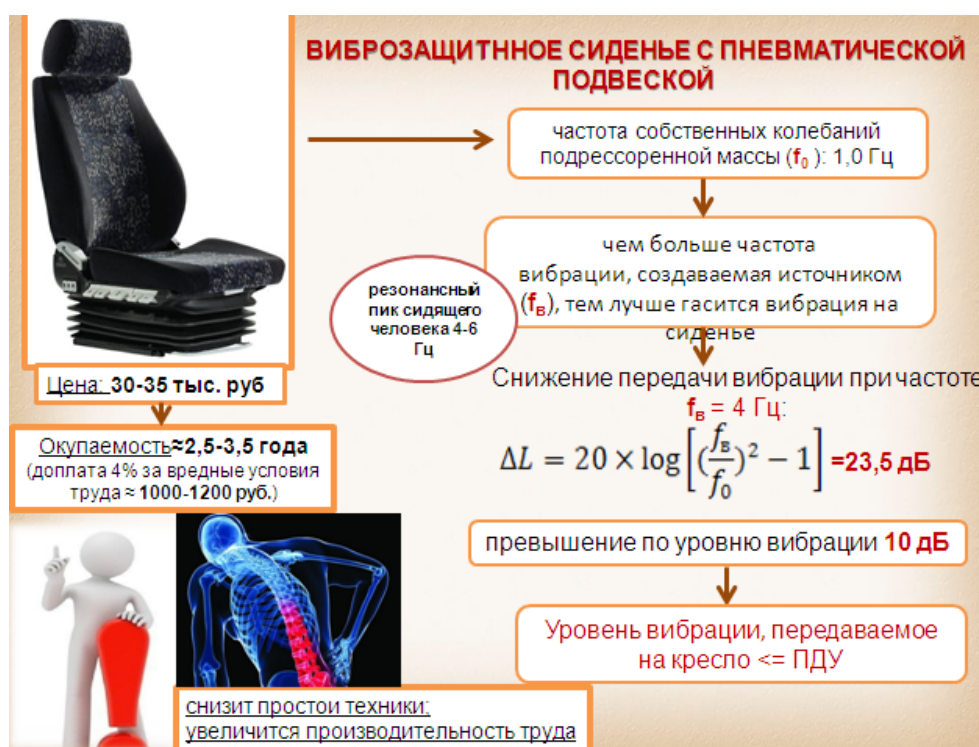 ВИБРОЗАЩИТННОЕ СИДЕНЬЕ С ПНЕВМАТИЧЕСКОЙ
ПОДВЕСКОЙ
частота собственных колебаний
подрессоренной массы (f₀ ): 1,0 Гц
чем больше частота
вибрации, создаваемая источником
(fв), тем лучше гасится вибрация на
сиденье
резонансный
пик сидящего
человека 4-6
Гц
Снижение передачи вибрации при частоте
fв = 4 Гц:
ΔL = 20 × log[(fв/f₀)² − 1] =23,5 дБ
превышение по уровню вибрации 10 дБ
Уровень вибрации, передаваемое
на кресло <= ПДУ
Цена: 30-35 тыс. руб
Окупаемость≈2,5-3,5 года
(доплата 4% за вредные условия
труда ≈ 1000-1200 руб.)
снизит простои техники;
увеличится производительность труда